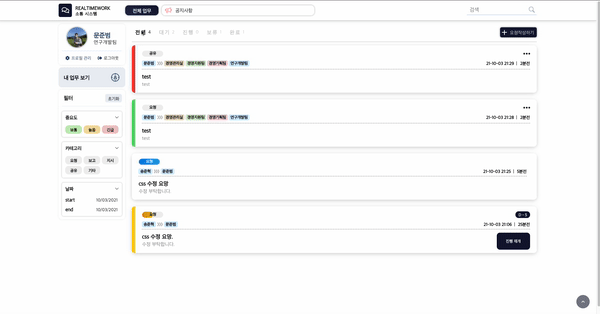 REALTIMEWORK
소통 시스템
전체 업무
공지사항
검색
문준범
연구개발팀
프로필 관리
로그아웃
내 업무 보기
필터
초기화
중요도
보통
높음
긴급
카테고리
요청
보고
지시
공유
기타
날짜
start 10/03/2021
end 10/03/2021
전체 4
대기
진행
보류
완료
요청작성하기
공유
문준범 >>> 경영관리실 경영지원팀 경영기획팀 연구개발팀
21-10-03 21:29 | 2분전
test
test
요청
문준범 >>> 경영관리실 경영지원팀 경영기획팀 연구개발팀
21-10-03 21:28 | 2분전
test
test
요청
송준혁 >>> 문준범
21-10-03 21:25 | 5분전
css 수정 요망
수정 부탁합니다.
요청
D - 5
송준혁 >>> 문준범
21-10-03 21:06 | 25분전
css 수정 요망.
수정 부탁합니다.
진행 대기